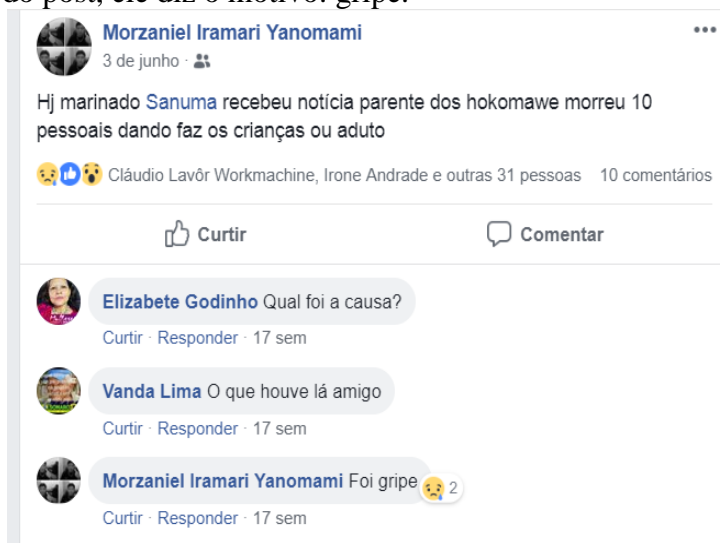 do post, ele diz o motivo: gripe.
Morzaniel Iramari Yanomami
3 de junho ·
Hj marinado Sanuma recebeu notícia parente dos hokomawe morreu 10
pessoais dando faz os crianças ou aduto
Cláudio Lavôr Workmachine, Irone Andrade e outras 31 pessoas 10 comentários
Curtir Comentar
Elizabete Godinho Qual foi a causa?
Curtir · Responder · 17 sem
Vanda Lima O que houve lá amigo
Curtir · Responder · 17 sem
Morzaniel Iramari Yanomami Foi gripe 2
Curtir · Responder · 17 sem